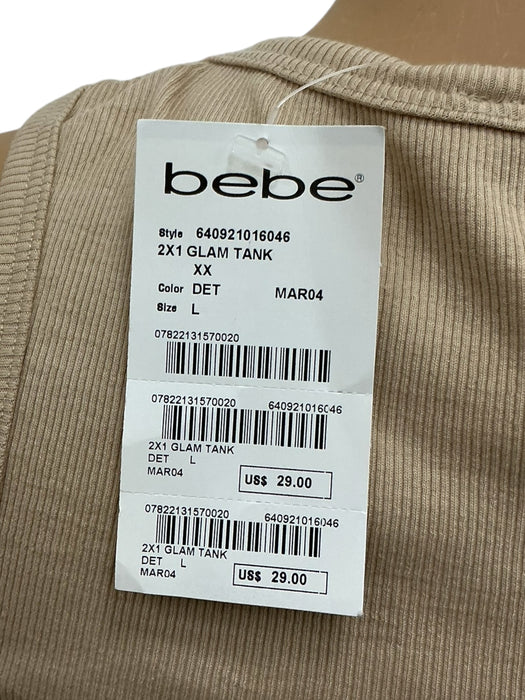 bebe®
Style 640921016046
2X1 GLAM TANK
XX
Color DET MAR04
Size L
07822131570020
07822131570020 640921016046
2X1 GLAM TANK
DET L
MAR04
US$ 29.00
07822131570020 640921016046
2X1 GLAM TANK
DET L
MAR04
US$ 29.00